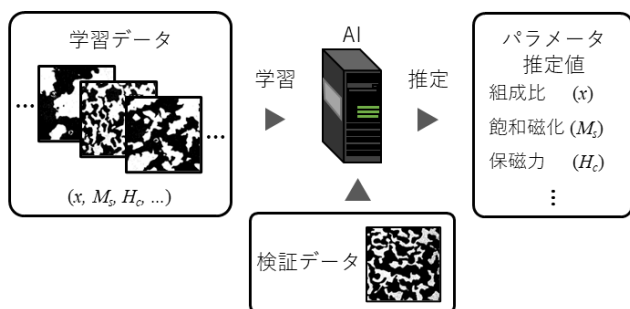 学習データ
… …
(x, Ms, Hc, ...)
学習
AI
推定
検証データ
パラメータ
推定値
組成比 (x)
飽和磁化 (Ms)
保磁力 (Hc)
⋮